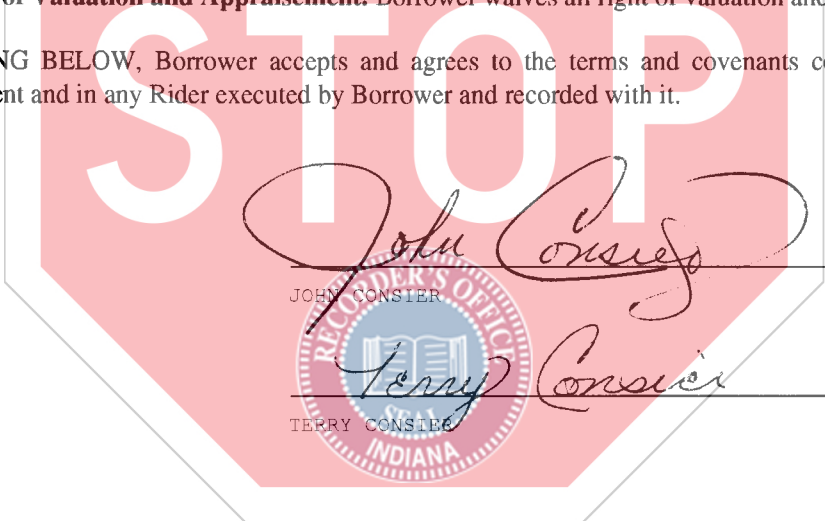 of Valuation and Appraisement. Borrower waives all right of valuation and
NG BELOW, Borrower accepts and agrees to the terms and covenants c
nt and in any Rider executed by Borrower and recorded with it.
STOP
John Consier
JOHN CONSIER
RECORDER'S OFFICE
Terry Consier
SEAL
TERRY CONSIER
INDIANA